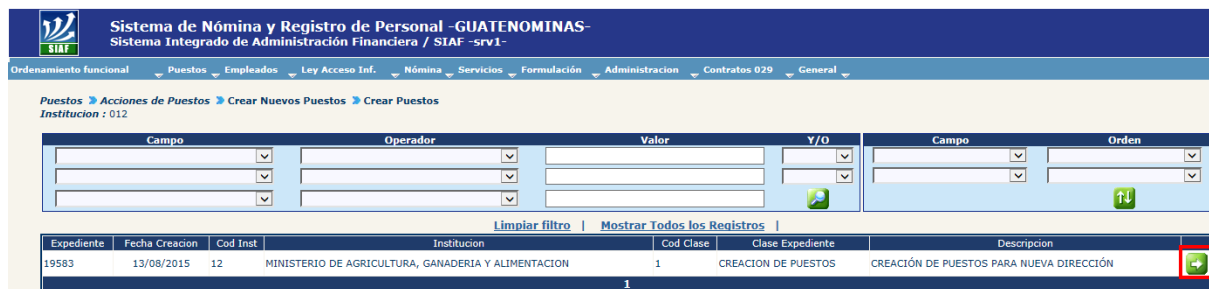 Sistema de Nómina y Registro de Personal -GUATENOMINAS-
SIAF Sistema Integrado de Administración Financiera / SIAF -srv1-
Ordenamiento funcional Puestos Empleados Ley Acceso Inf. Nómina Servicios Formulación Administracion Contratos 029 General
Puestos Acciones de Puestos Crear Nuevos Puestos Crear Puestos
Institucion : 012
Campo Operador Valor Y/O Campo Orden
Limpiar filtro | Mostrar Todos los Registros |
Expediente Fecha Creacion Cod Inst Institucion Cod Clase Clase Expediente Descripcion
19583 13/08/2015 12 MINISTERIO DE AGRICULTURA, GANADERIA Y ALIMENTACION 1 CREACION DE PUESTOS CREACIÓN DE PUESTOS PARA NUEVA DIRECCIÓN
1